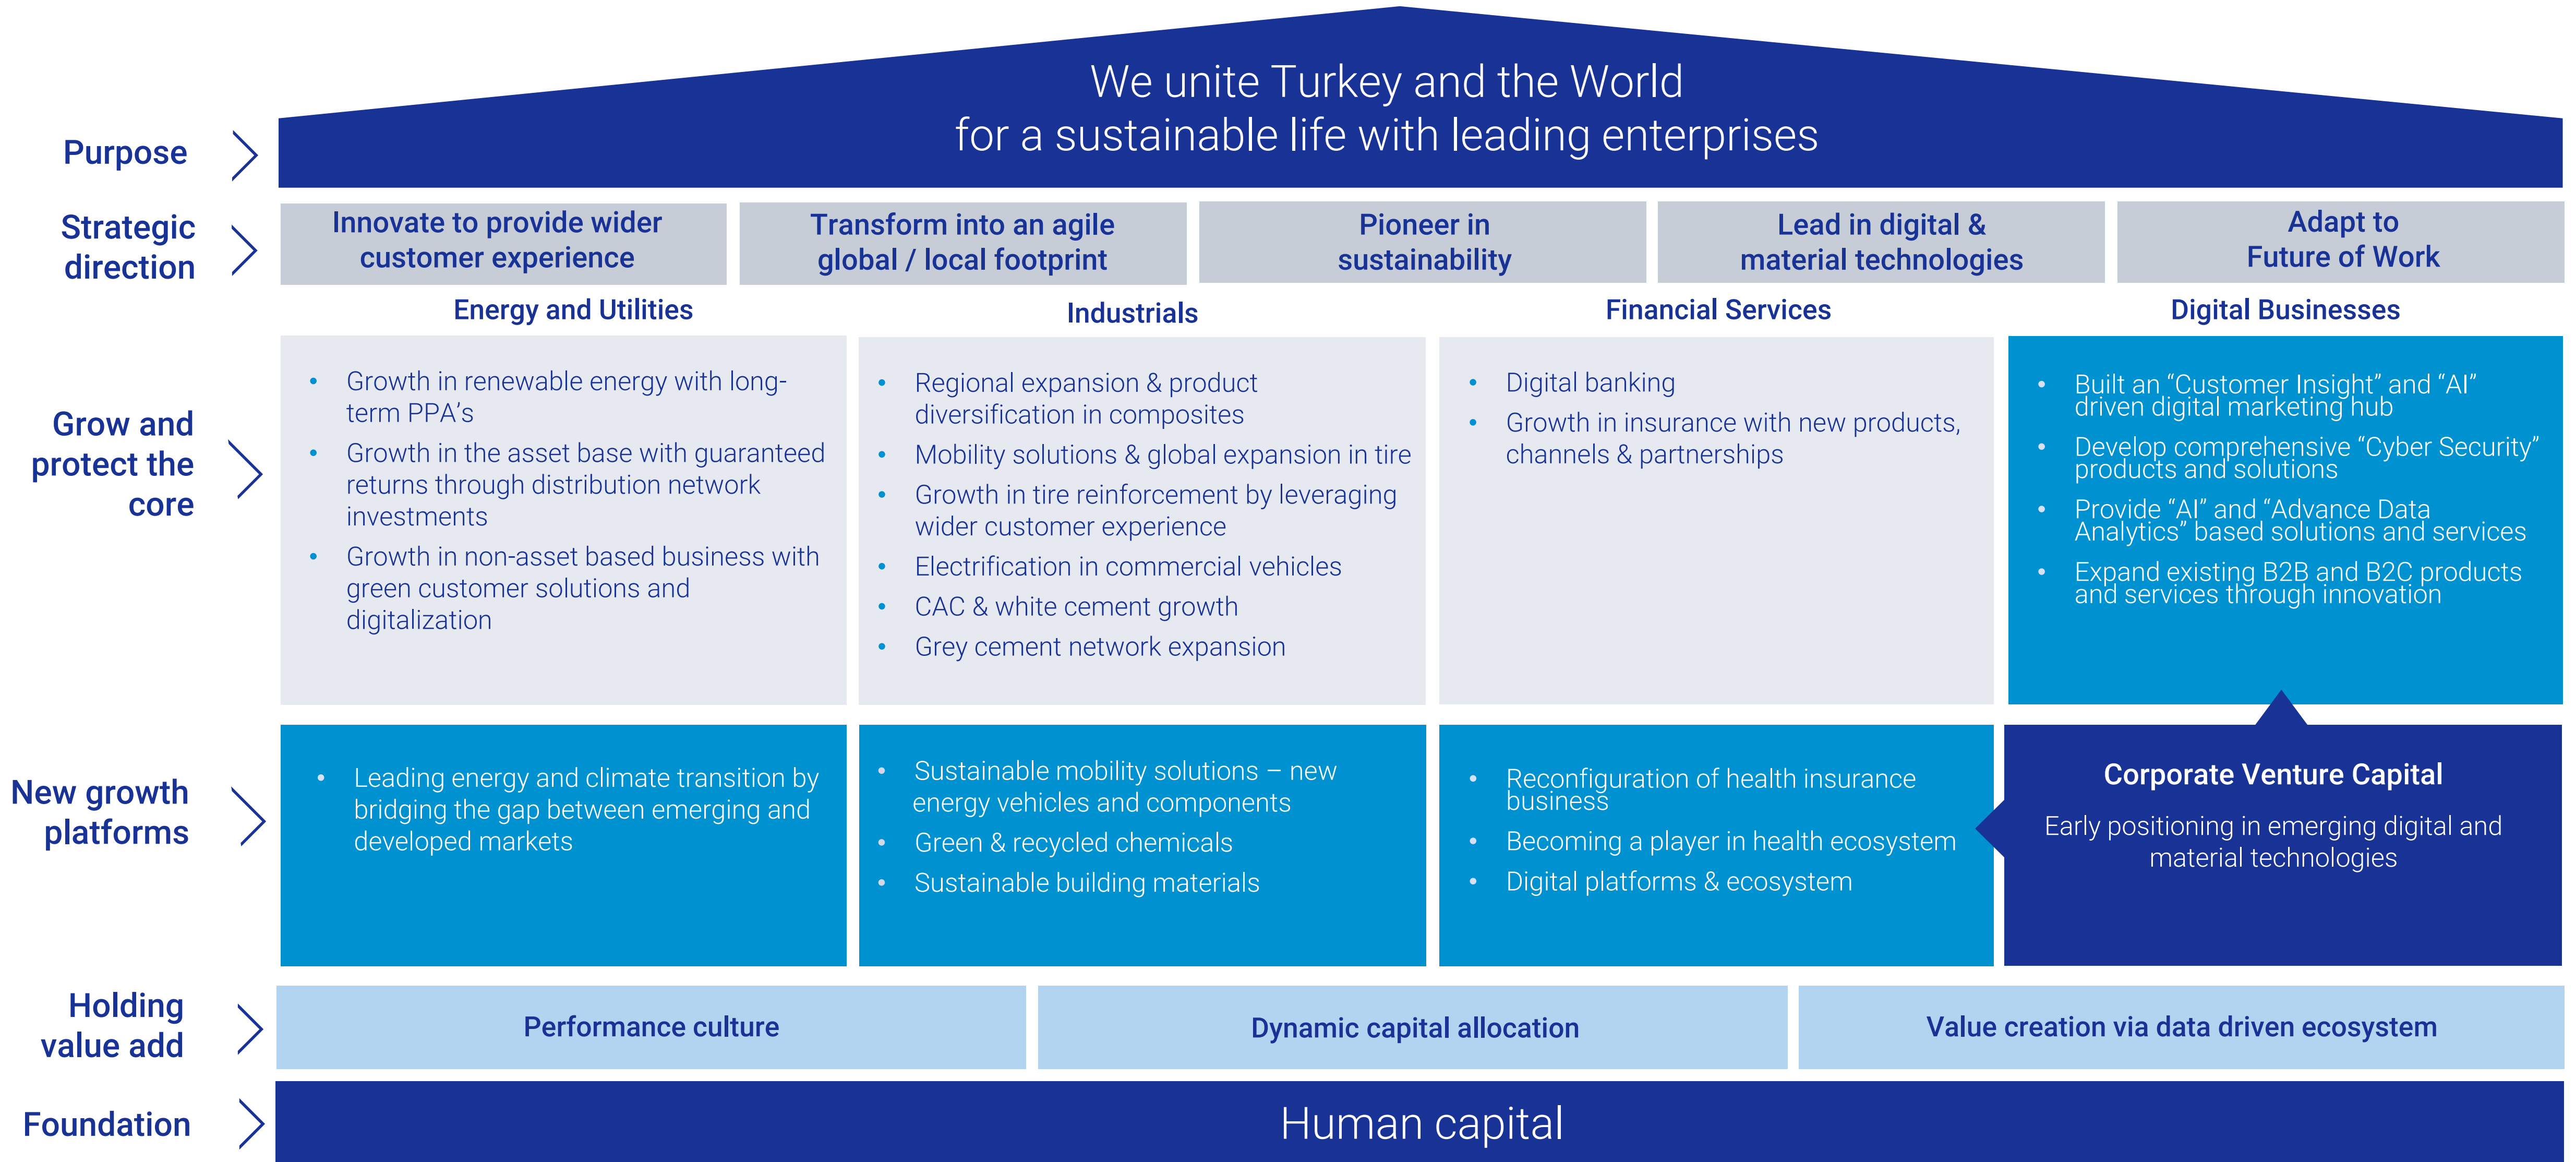 We unite Turkey and the World
for a sustainable life with leading enterprises
Purpose
Strategic
direction
Innovate to provide wider
customer experience
Transform into an agile
global / local footprint
Pioneer in
sustainability
Lead in digital &
material technologies
Adapt to
Future of Work
Energy and Utilities
Industrials
Financial Services
Digital Businesses
Grow and
protect the
core
• Growth in renewable energy with long-
term PPA's
• Growth in the asset base with guaranteed
returns through distribution network
investments
• Growth in non-asset based business with
green customer solutions and
digitalization
• Regional expansion & product
diversification in composites
• Mobility solutions & global expansion in tire
• Growth in tire reinforcement by leveraging
wider customer experience
• Electrification in commercial vehicles
• CAC & white cement growth
• Grey cement network expansion
• Digital banking
• Growth in insurance with new products,
channels & partnerships
• Built an “Customer Insight” and “AI”
driven digital marketing hub
• Develop comprehensive “Cyber Security”
products and solutions
• Provide “AI” and “Advance Data
Analytics” based solutions and services
• Expand existing B2B and B2C products
and services through innovation
New growth
platforms
• Leading energy and climate transition by
bridging the gap between emerging and
developed markets
• Sustainable mobility solutions – new
energy vehicles and components
• Green & recycled chemicals
• Sustainable building materials
• Reconfiguration of health insurance
business
• Becoming a player in health ecosystem
• Digital platforms & ecosystem
Corporate Venture Capital
Early positioning in emerging digital and
material technologies
Holding
value add
Performance culture
Dynamic capital allocation
Value creation via data driven ecosystem
Foundation
Human capital